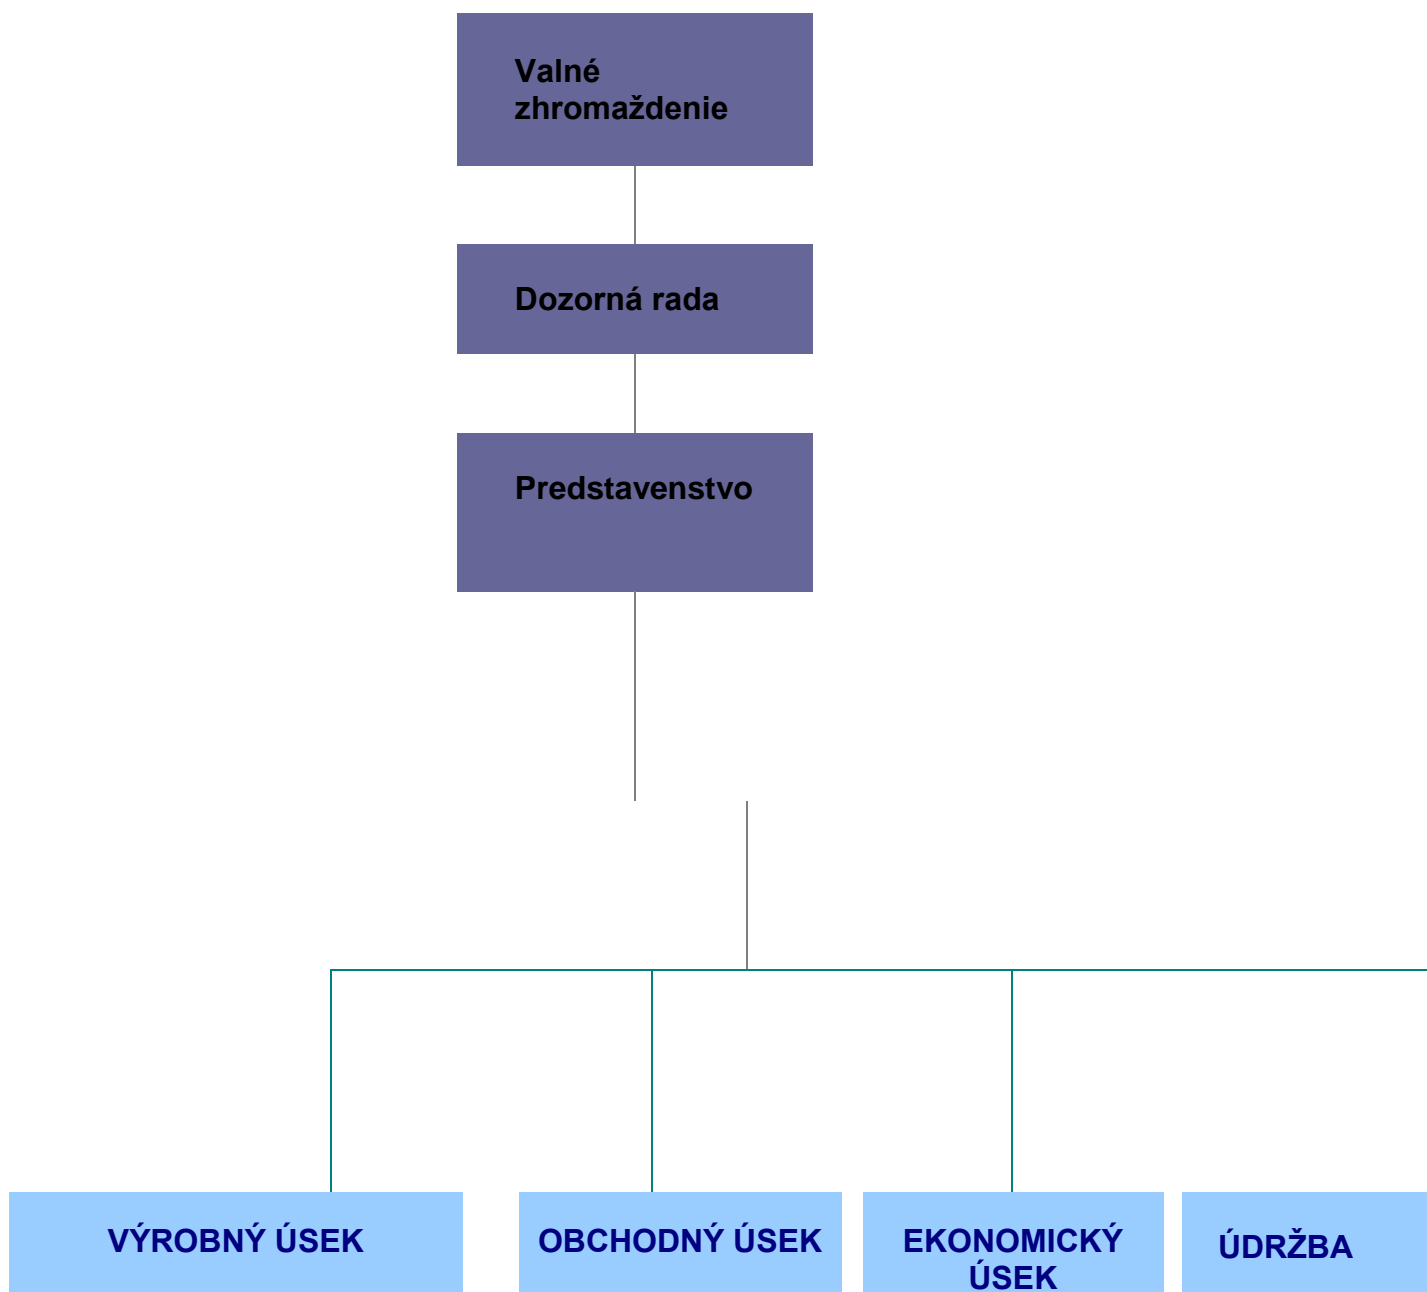 Valné
zhromaždenie
Dozorná rada
Predstavenstvo
VÝROBNÝ ÚSEK
OBCHODNÝ ÚSEK
EKONOMICKÝ
ÚSEK
ÚDRŽBA